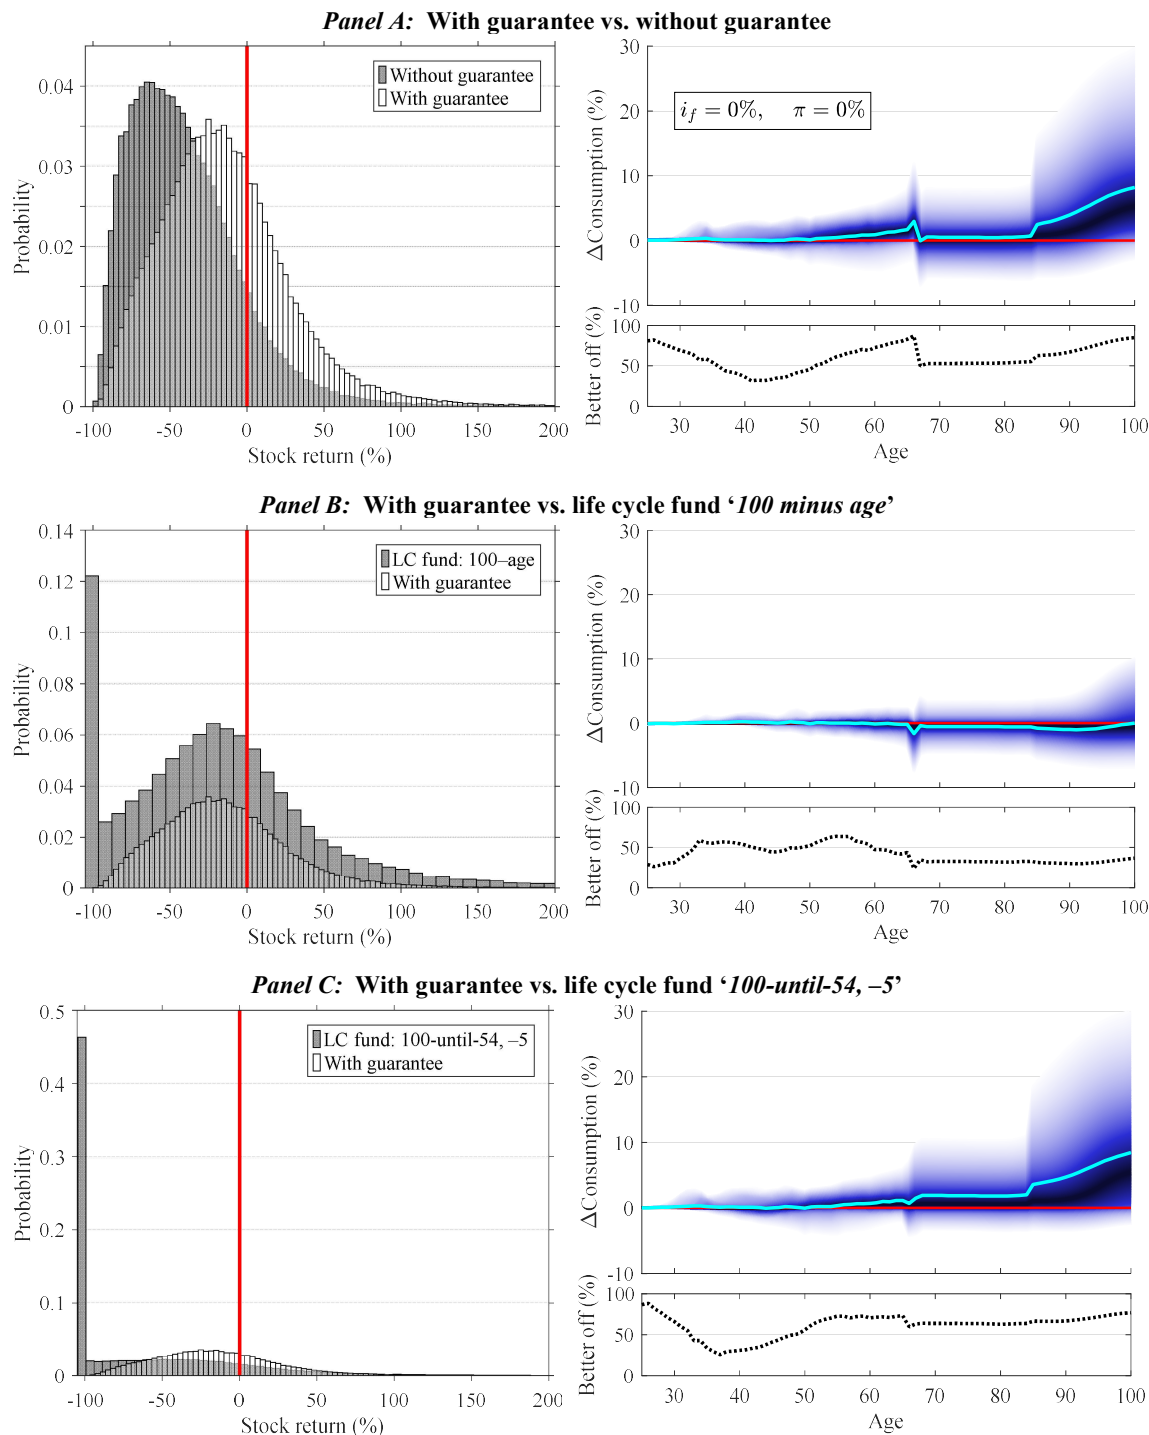 Panel A: With guarantee vs. without guarantee
Without guarantee
With guarantee
0.04
0.03
0.02
0.01
0
Probability
-100 -50 0 50 100 150 200
Stock return (%)
i_f = 0%, π = 0%
30
20
10
0
-10
ΔConsumption (%)
100
50
0
Better off (%)
30 40 50 60 70 80 90 100
Age
Panel B: With guarantee vs. life cycle fund ‘100 minus age’
LC fund: 100–age
With guarantee
0.14
0.12
0.1
0.08
0.06
0.04
0.02
0
Probability
-100 -50 0 50 100 150 200
Stock return (%)
30
20
10
0
-10
ΔConsumption (%)
100
50
0
Better off (%)
30 40 50 60 70 80 90 100
Age
Panel C: With guarantee vs. life cycle fund ‘100-until-54, –5’
LC fund: 100-until-54, –5
With guarantee
0.5
0.4
0.3
0.2
0.1
0
Probability
-100 -50 0 50 100 150 200
Stock return (%)
30
20
10
0
-10
ΔConsumption (%)
100
50
0
Better off (%)
30 40 50 60 70 80 90 100
Age